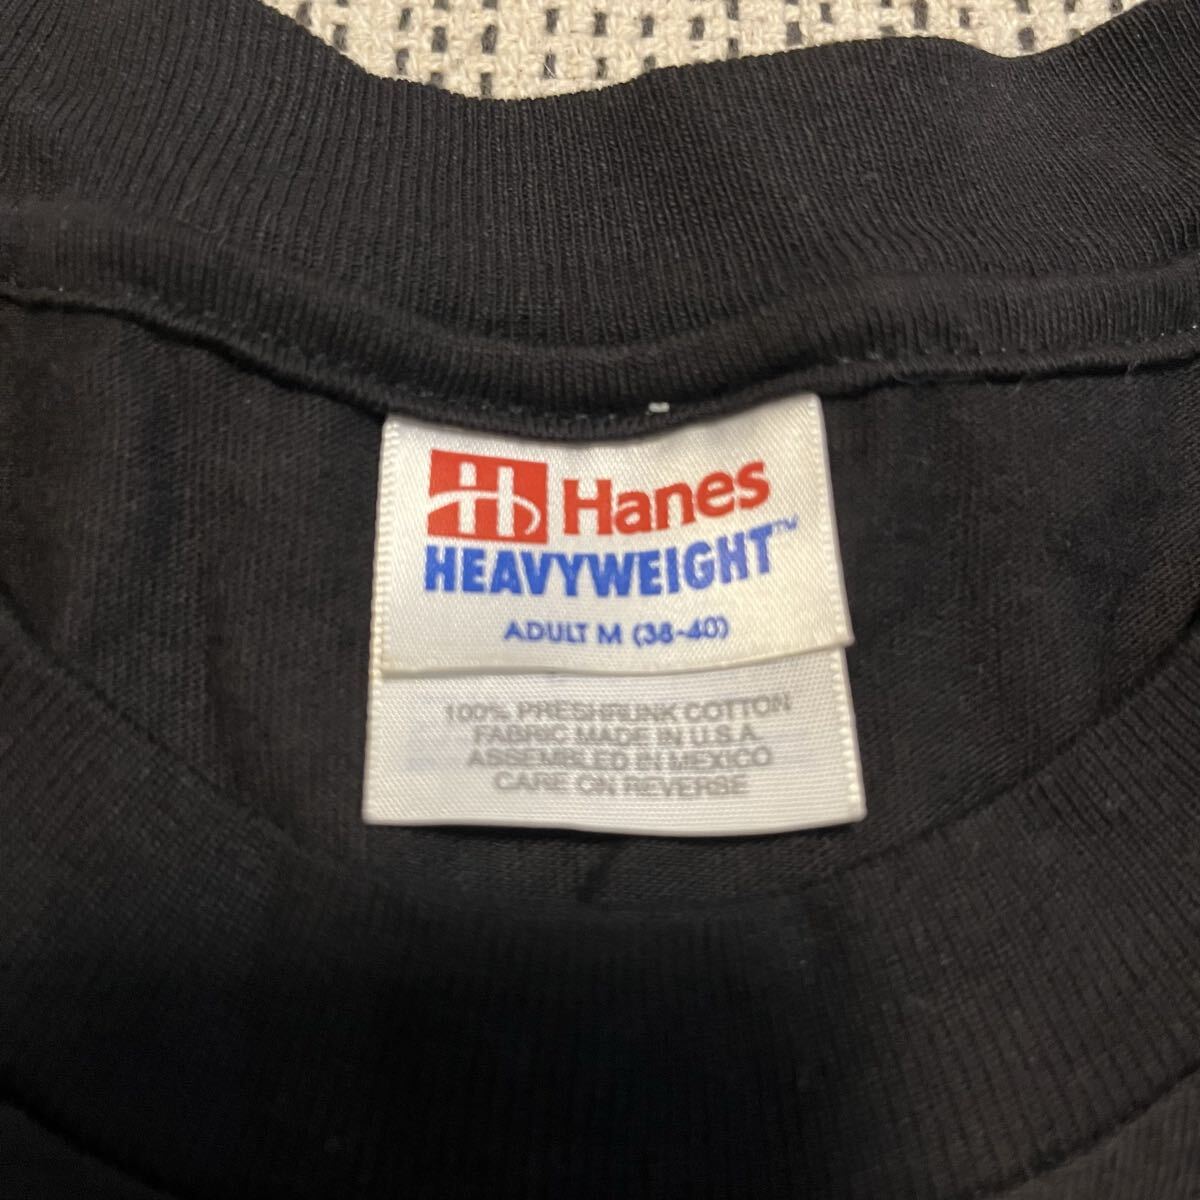 Hanes
HEAVYWEIGHT™
ADULT M (38-40)
100% PRESHRUNK COTTON
FABRIC MADE IN U.S.A.
ASSEMBLED IN MEXICO
CARE ON REVERSE